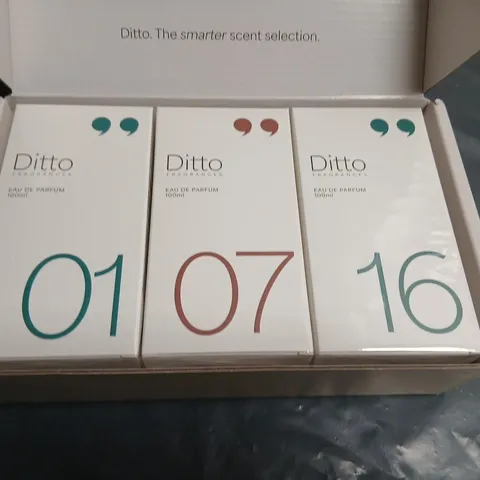 Ditto. The smarter scent selection.
Ditto
FRAGRANCES
EAU DE PARFUM
100ml
01
Ditto
FRAGRANCES
EAU DE PARFUM
100ml
07
Ditto
FRAGRANCES
EAU DE PARFUM
100ml
16